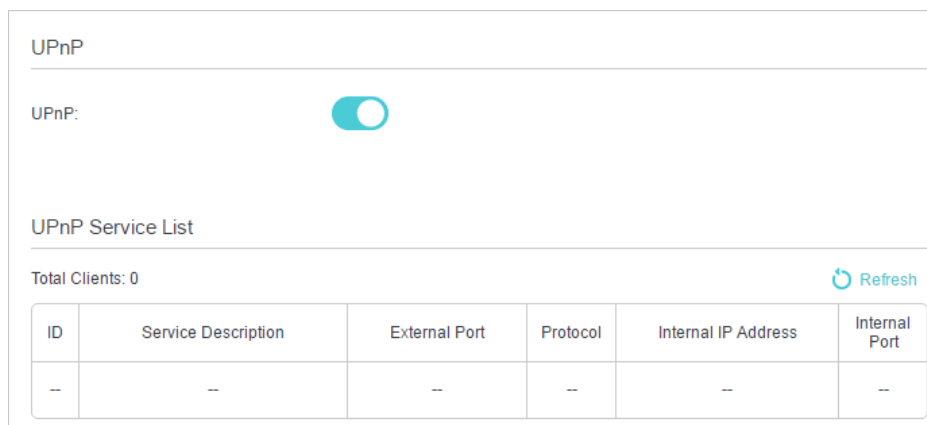 UPnP
UPnP:
UPnP Service List
Total Clients: 0
Refresh
ID Service Description External Port Protocol Internal IP Address Internal Port
-- -- -- -- -- --